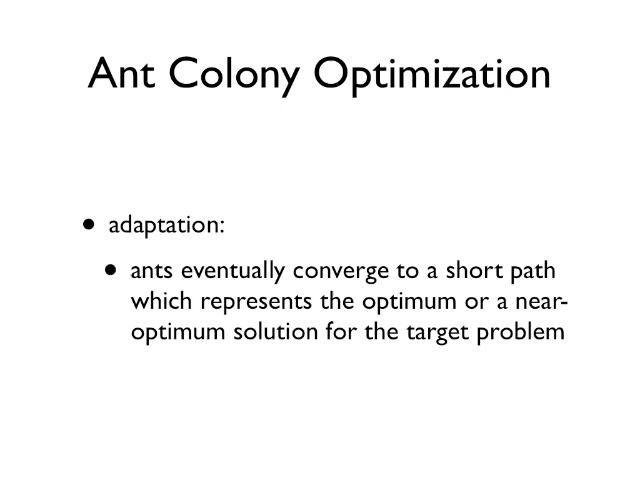 Ant Colony Optimization
• adaptation:
• ants eventually converge to a short path
which represents the optimum or a near-
optimum solution for the target problem